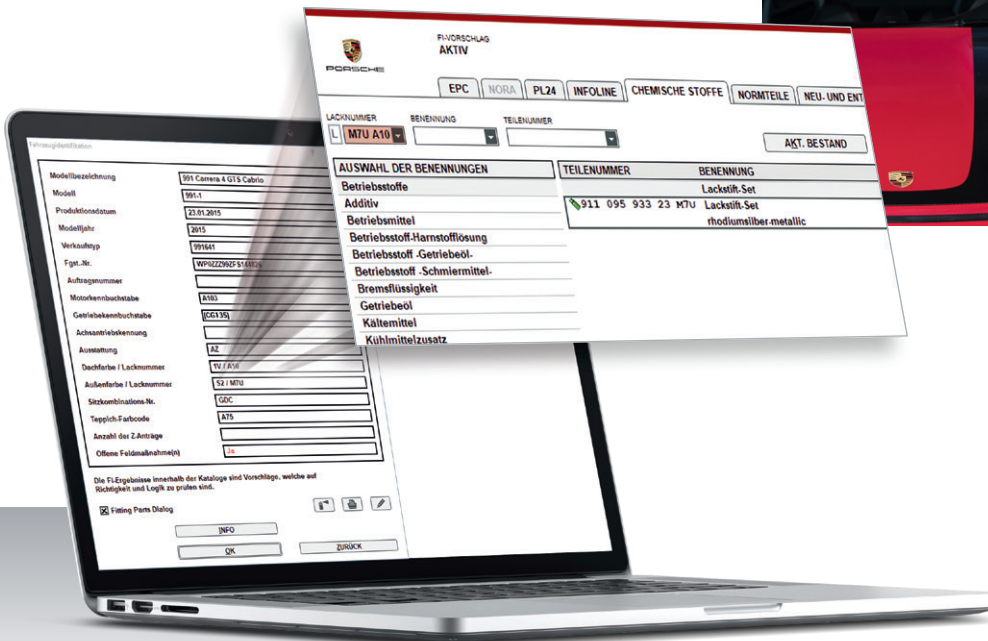 FI-VORSCHLAG
AKTIV
PORSCHE
EPC NORA PL24 INFOLINE CHEMISCHE STOFFE NORMTEILE NEU- UND ENT
LACKNUMMER BENENNUNG TEILENUMMER
L M7U A10
AKT. BESTAND
AUSWAHL DER BENENNUNGEN
Betriebsstoffe
Additiv
Betriebsmittel
Betriebsstoff-Harnstofflösung
Betriebsstoff -Getriebeöl-
Betriebsstoff -Schmiermittel-
Bremsflüssigkeit
Getriebeöl
Kältemittel
Kühlmittelzusatz
TEILENUMMER BENENNUNG
Lackstift-Set
911 095 933 23 M7U Lackstift-Set
rhodiumsilber-metallic
Fahrzeugidentifikation
Modellbezeichnung 991 Carrera 4 GTS Cabrio
Modell 991-1
Produktionsdatum 23.01.2015
Modelljahr 2015
Verkaufstyp 991641
Fgst.-Nr.
Auftragsnummer
Motorkennbuchstabe A103
Getriebekennbuchstabe (CG135)
Achsantriebskennung
Ausstattung AZ
Dachfarbe / Lacknummer 1V / A10
Außenfarbe / Lacknummer S2 / M7U
Sitzkombinations-Nr. GDC
Teppich-Farbcode A75
Anzahl der Z-Anträge
Offene Feldmaßnahme(n) Ja
Die FI-Ergebnisse innerhalb der Kataloge sind Vorschläge, welche auf
Richtigkeit und Logik zu prüfen sind.
Fitting Parts Dialog
INFO
OK ZURÜCK